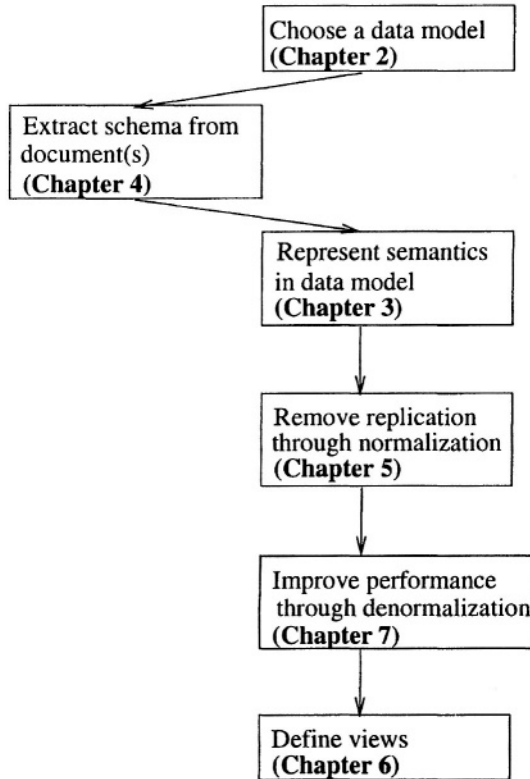 Choose a data model
(Chapter 2)
Extract schema from
document(s)
(Chapter 4)
Represent semantics
in data model
(Chapter 3)
Remove replication
through normalization
(Chapter 5)
Improve performance
through denormalization
(Chapter 7)
Define views
(Chapter 6)